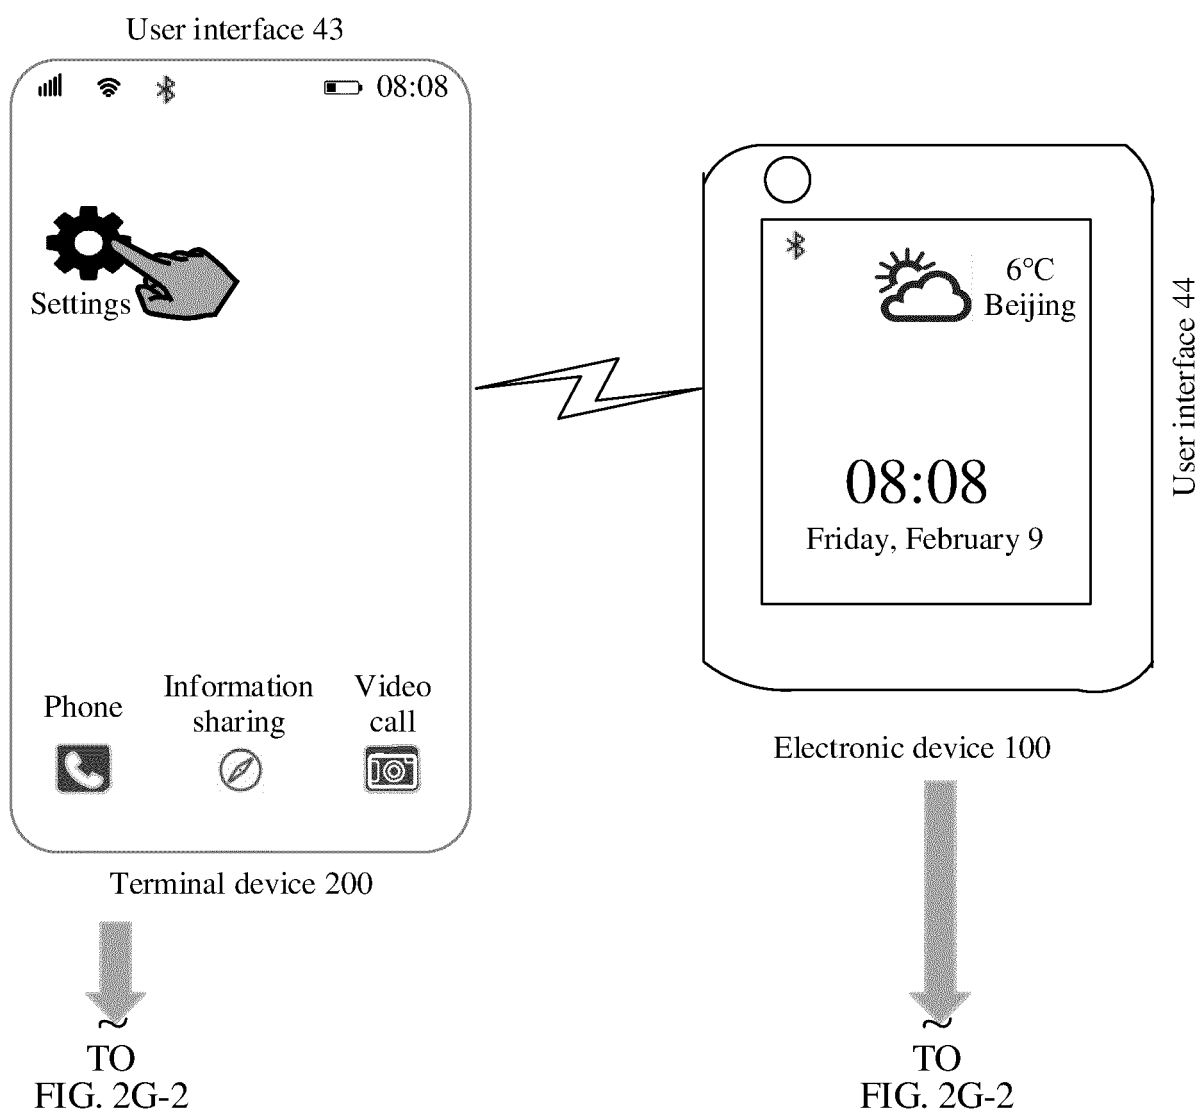 User interface 43
08:08
Settings
Phone
Information
sharing
Video
call
Terminal device 200
TO
FIG. 2G-2
6°C
Beijing
08:08
Friday, February 9
User interface 44
Electronic device 100
~
TO
FIG. 2G-2